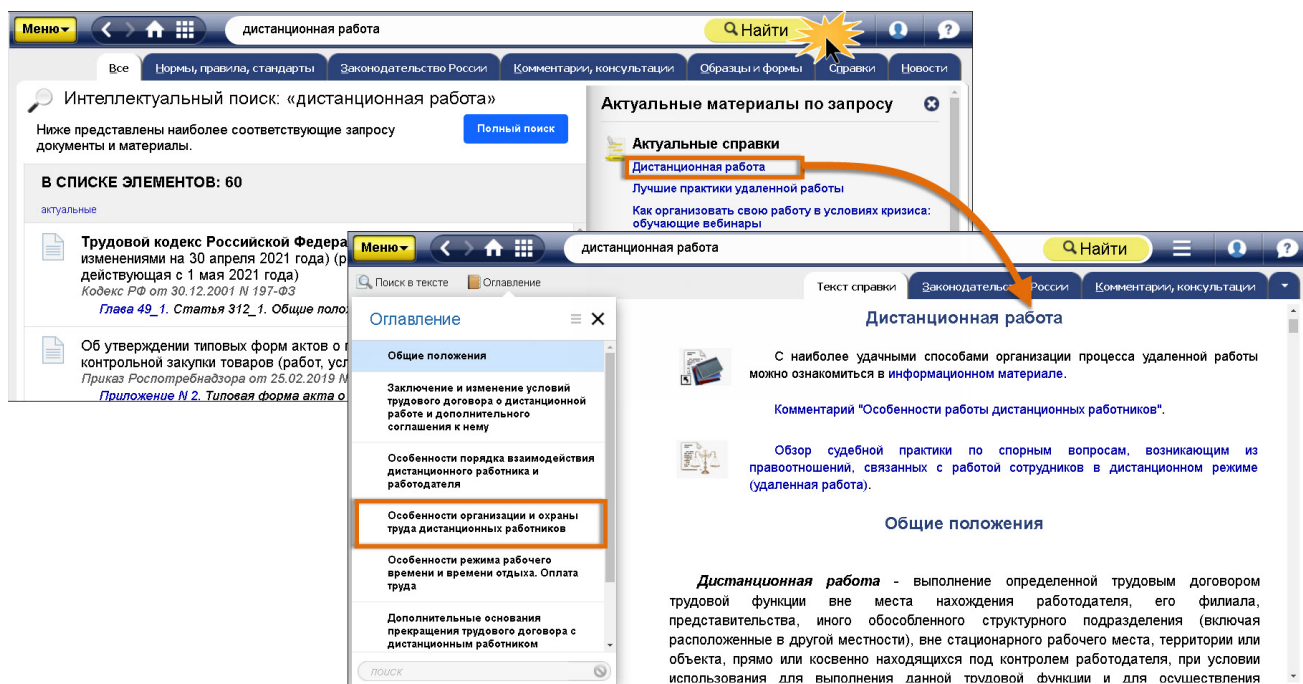 Меню
дистанционная работа
Найти
?
Все
Нормы, правила, стандарты
Законодательство России
Комментарии, консультации
Образцы и формы
Справки
Новости
Интеллектуальный поиск: «дистанционная работа»
Ниже представлены наиболее соответствующие запросу
документы и материалы.
Полный поиск
В СПИСКЕ ЭЛЕМЕНТОВ: 60
актуальные
Трудовой кодекс Российской Федера
изменениями на 30 апреля 2021 года) (р
действующая с 1 мая 2021 года)
Кодекс РФ от 30.12.2001 N 197-ФЗ
Глава 49_1. Статья 312_1. Общие поло
Об утверждении типовых форм актов о
контрольной закупки товаров (работ, усл
Приказ Роспотребнадзора от 25.02.2019 N
Приложение N 2. Типовая форма акта о
Актуальные материалы по запросу
Актуальные справки
Дистанционная работа
Лучшие практики удаленной работы
Как организовать свою работу в условиях кризиса:
обучающие вебинары
Меню
дистанционная работа
Найти
?
Поиск в тексте
Оглавление
Текст справки
Законодательство России
Комментарии, консультации
Оглавление
Общие положения
Заключение и изменение условий
трудового договора о дистанционной
работе и дополнительного
соглашения к нему
Особенности порядка взаимодействия
дистанционного работника и
работодателя
Особенности организации и охраны
труда дистанционных работников
Особенности режима рабочего
времени и времени отдыха. Оплата
труда
Дополнительные основания
прекращения трудового договора с
дистанционным работником
поиск
Дистанционная работа
С наиболее удачными способами организации процесса удаленной работы
можно ознакомиться в информационном материале.
Комментарий "Особенности работы дистанционных работников".
Обзор судебной практики по спорным вопросам, возникающим из
правоотношений, связанных с работой сотрудников в дистанционном режиме
(удаленная работа).
Общие положения
Дистанционная работа - выполнение определенной трудовым договором
трудовой функции вне места нахождения работодателя, его филиала,
представительства, иного обособленного структурного подразделения (включая
расположенные в другой местности), вне стационарного рабочего места, территории или
объекта, прямо или косвенно находящихся под контролем работодателя, при условии
использования для выполнения данной трудовой функции и для осуществления